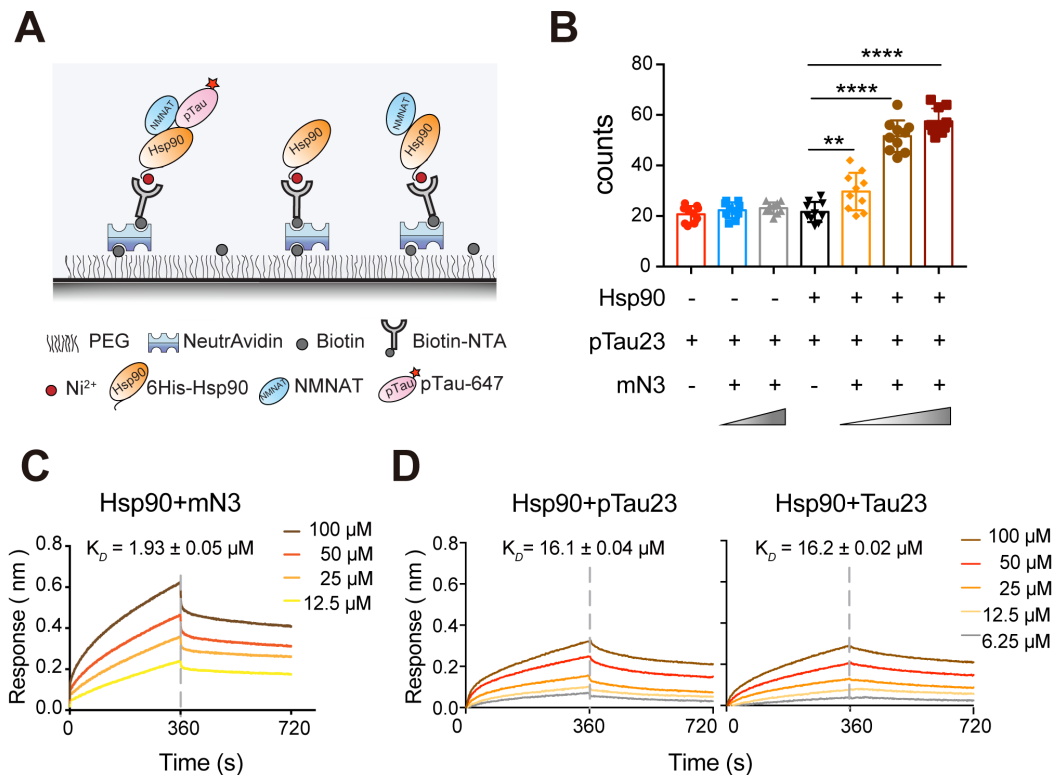 A
NMNAT
pTau
Hsp90
Hsp90
NMNAT
Hsp90
PEG
NeutrAvidin
Biotin
Biotin-NTA
Ni²⁺
Hsp90
6His-Hsp90
NMNAT
NMNAT
pTau
pTau-647
B
counts
80
60
40
20
0
**
****
****
Hsp90 - - - + + + +
pTau23 + + + + + + +
mN3 - + + - + + +
C
Hsp90+mN3
K_D = 1.93 ± 0.05 µM
100 µM
50 µM
25 µM
12.5 µM
Response ( nm )
0.8
0.6
0.4
0.2
0.0
0 360 720
Time (s)
D
Hsp90+pTau23
K_D = 16.1 ± 0.04 µM
Response ( nm )
0.8
0.6
0.4
0.2
0.0
0 360 720
Time (s)
Hsp90+Tau23
K_D = 16.2 ± 0.02 µM
100 µM
50 µM
25 µM
12.5 µM
6.25 µM
0 360 720
Time (s)